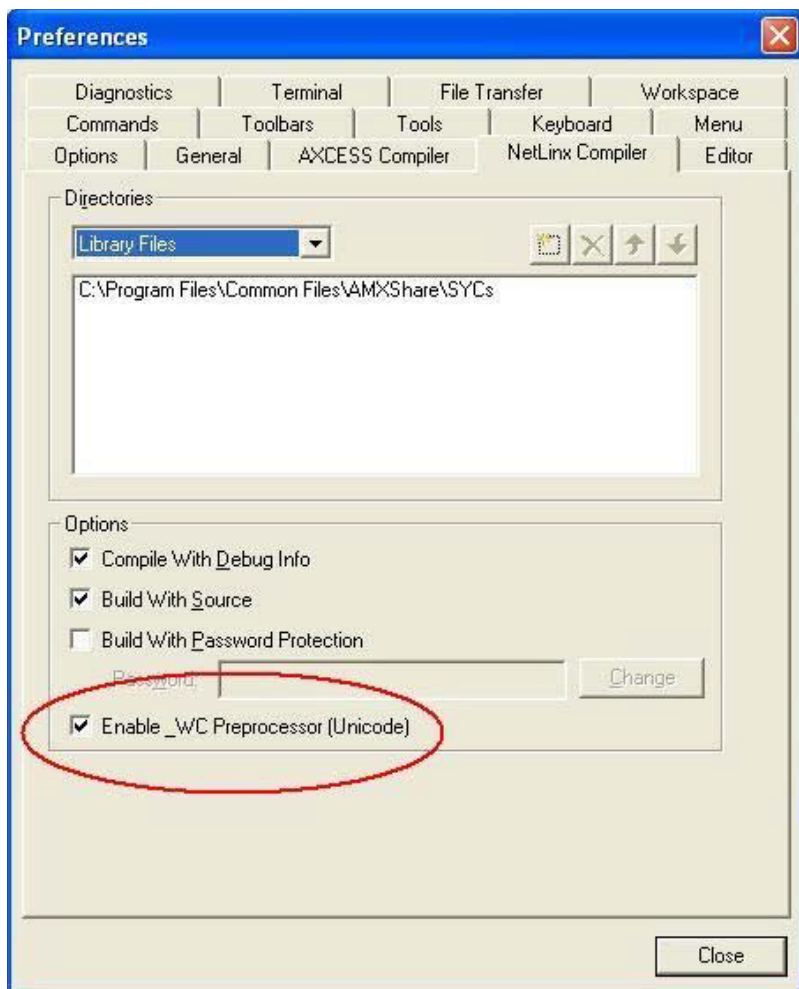 Preferences
Diagnostics Terminal File Transfer Workspace
Commands Toolbars Tools Keyboard Menu
Options General AXCESS Compiler NetLinx Compiler Editor
Directories
Library Files
C:\Program Files\Common Files\AMXShare\SYCs
Options
Compile With Debug Info
Build With Source
Build With Password Protection
Password: Change
Enable _WC Preprocessor (Unicode)
Close